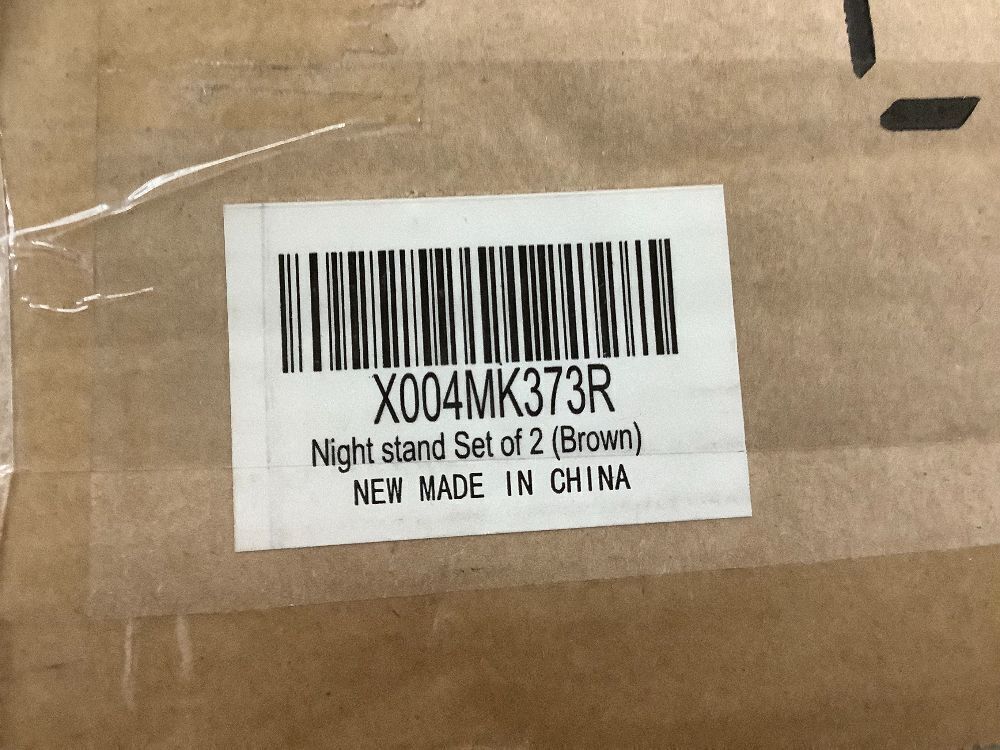 X004MK373R
Night stand Set of 2 (Brown)
NEW MADE IN CHINA